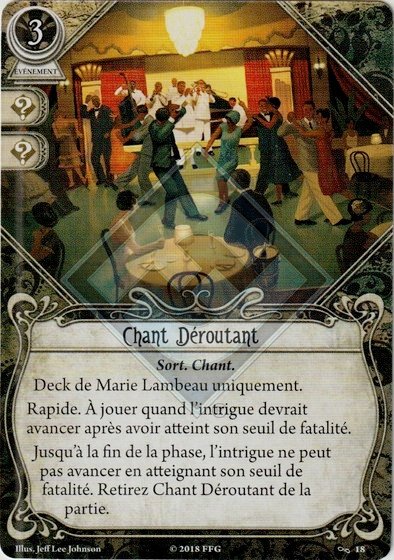 3
ÉVÉNEMENT
?
?
Chant Déroutant
Sort. Chant.
Deck de Marie Lambeau uniquement.
Rapide. À jouer quand l'intrigue devrait
avancer après avoir atteint son seuil de fatalité.
Jusqu'à la fin de la phase, l'intrigue ne peut
pas avancer en atteignant son seuil de
fatalité. Retirez Chant Déroutant de la
partie.
Illus. Jeff Lee Johnson © 2018 FFG 18